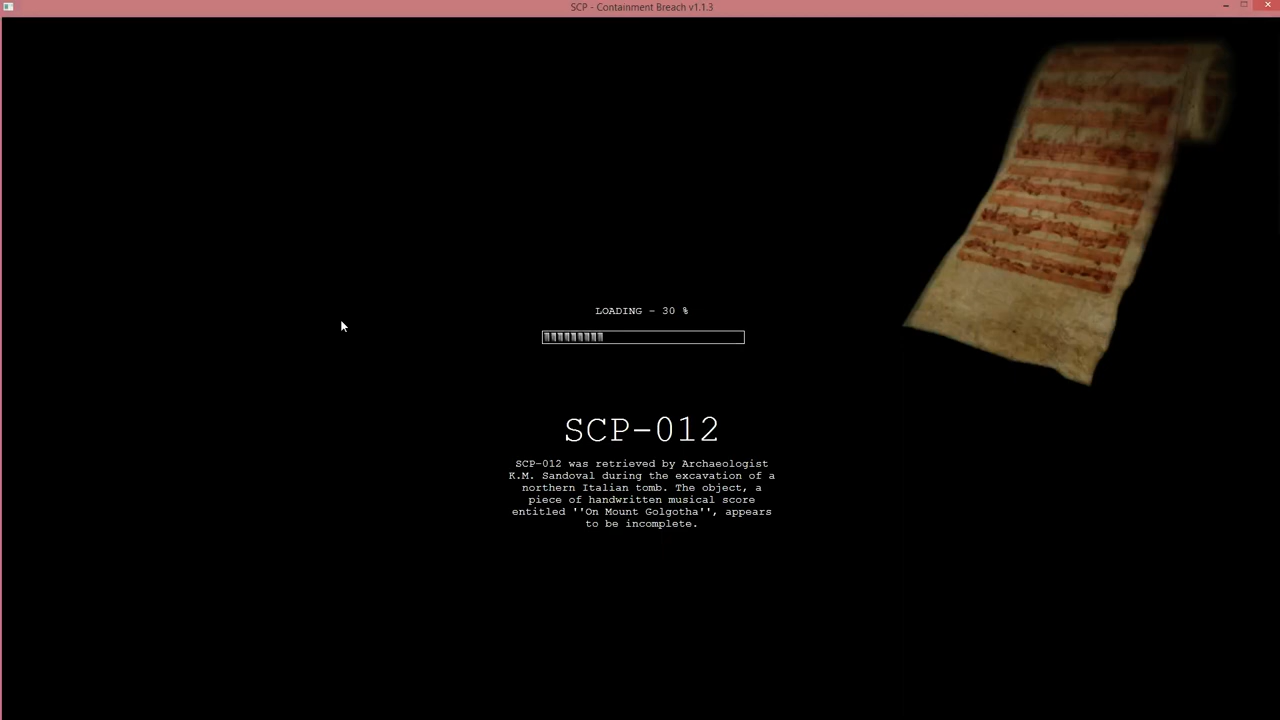 SCP - Containment Breach v1.1.3
LOADING - 30 %
SCP-012
SCP-012 was retrieved by Archaeologist
K.M. Sandoval during the excavation of a
northern Italian tomb. The object, a
piece of handwritten musical score
entitled ''On Mount Golgotha'', appears
to be incomplete.